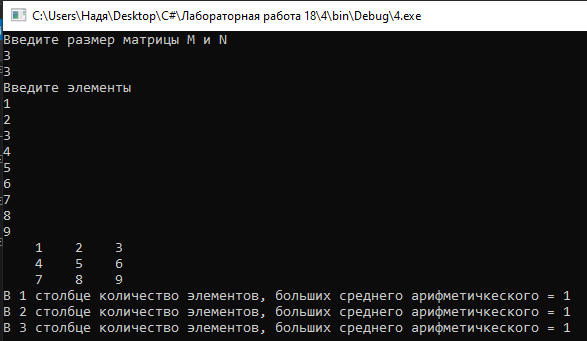 C:\Users\Надя\Desktop\C#\Лабораторная работа 18\4\bin\Debug\4.exe
Введите размер матрицы M и N
3
3
Введите элементы
1
2
3
4
5
6
7
8
9
1 2 3
4 5 6
7 8 9
В 1 столбце количество элементов, больших среднего арифметичкеского = 1
В 2 столбце количество элементов, больших среднего арифметичкеского = 1
В 3 столбце количество элементов, больших среднего арифметичкеского = 1